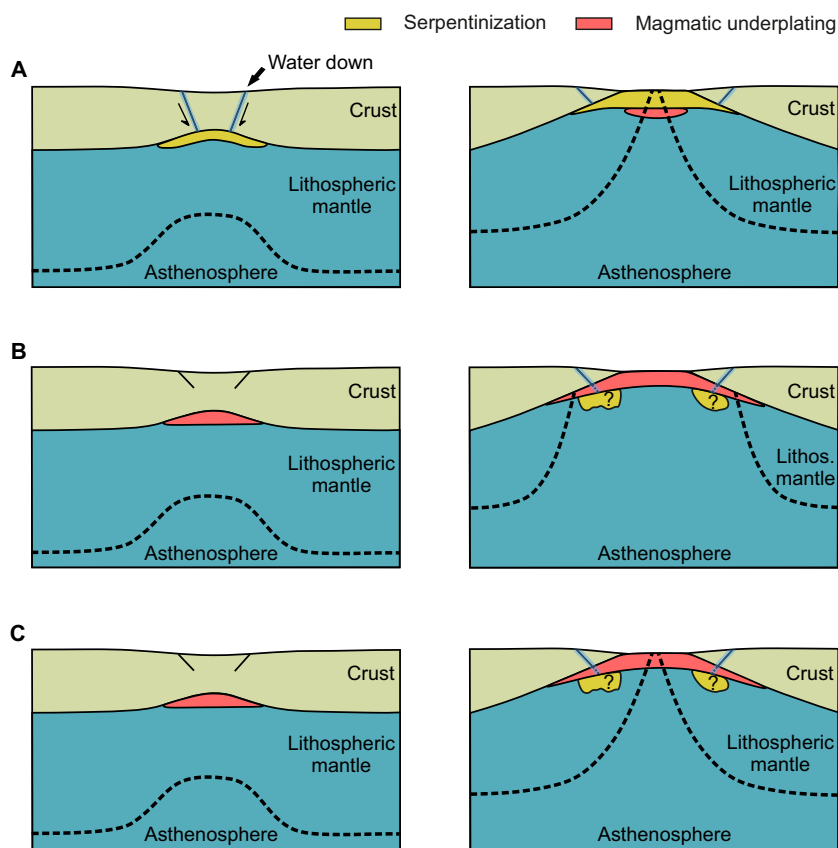 Serpentinization
Magmatic underplating
A
Water down
Crust
Lithospheric
mantle
Asthenosphere
Crust
Lithospheric
mantle
Asthenosphere
B
Crust
Lithospheric
mantle
Asthenosphere
? ?
Crust
Lithos.
mantle
Asthenosphere
C
Crust
Lithospheric
mantle
Asthenosphere
? ?
Crust
Lithospheric
mantle
Asthenosphere